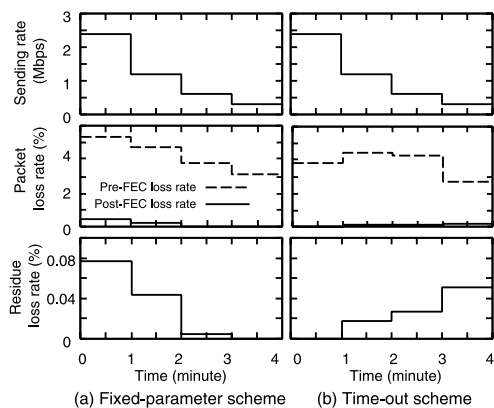 Sending rate
(Mbps)
3
2
1
0
Packet
loss rate (%)
4
2
0
Pre-FEC loss rate
Post-FEC loss rate
Residue
loss rate (%)
0.08
0.04
0
0 1 2 3 4
0 1 2 3 4
Time (minute)
Time (minute)
(a) Fixed-parameter scheme
(b) Time-out scheme